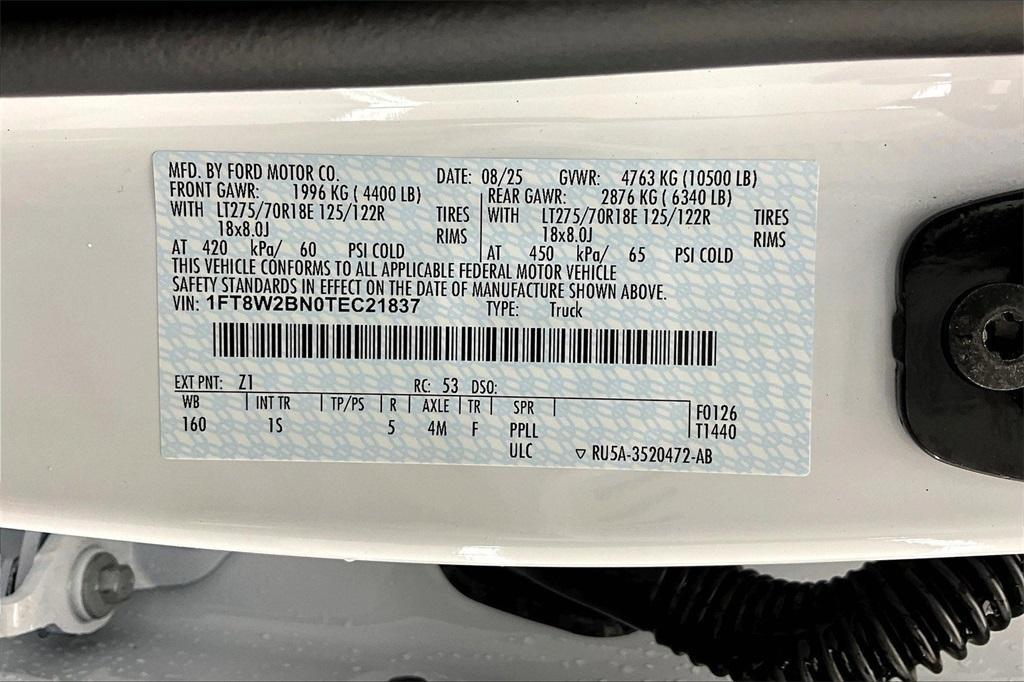 MFD. BY FORD MOTOR CO. DATE: 08/25 GVWR: 4763 KG (10500 LB)
FRONT GAWR: 1996 KG ( 4400 LB) REAR GAWR: 2876 KG ( 6340 LB)
WITH LT275/70R18E 125/122R TIRES WITH LT275/70R18E 125/122R TIRES
18x8.0J RIMS 18x8.0J RIMS
AT 420 kPa/ 60 PSI COLD AT 450 kPa/ 65 PSI COLD
THIS VEHICLE CONFORMS TO ALL APPLICABLE FEDERAL MOTOR VEHICLE
SAFETY STANDARDS IN EFFECT ON THE DATE OF MANUFACTURE SHOWN ABOVE.
VIN: 1FT8W2BN0TEC21837 TYPE: Truck
EXT PNT: Z1 RC: 53 DSO:
WB INT TR TP/PS R AXLE TR SPR F0126
160 1S 5 4M F PPLL T1440
ULC ▽ RU5A-3520472-AB